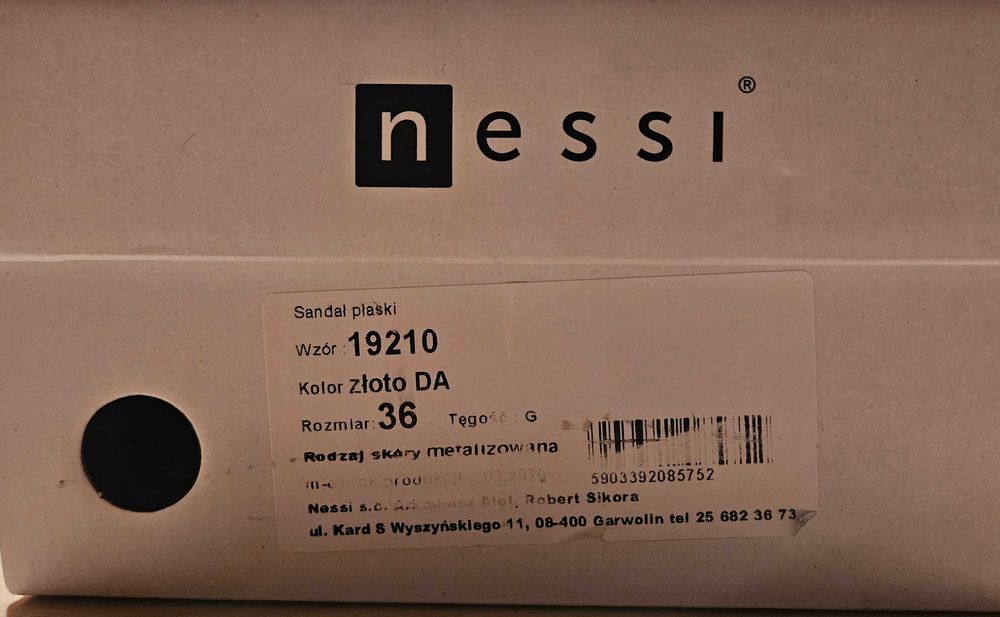 nessi®
Sandał płaski
Wzór :19210
Kolor Złoto DA
Rozmiar: 36 Tęgość : G
Rodzaj skóry metalizowana
03.2020
5903392085752
Nessi s.c. Robert Sikora
ul. Kard S Wyszyńskiego 11, 08-400 Garwolin tel 25 682 36 73